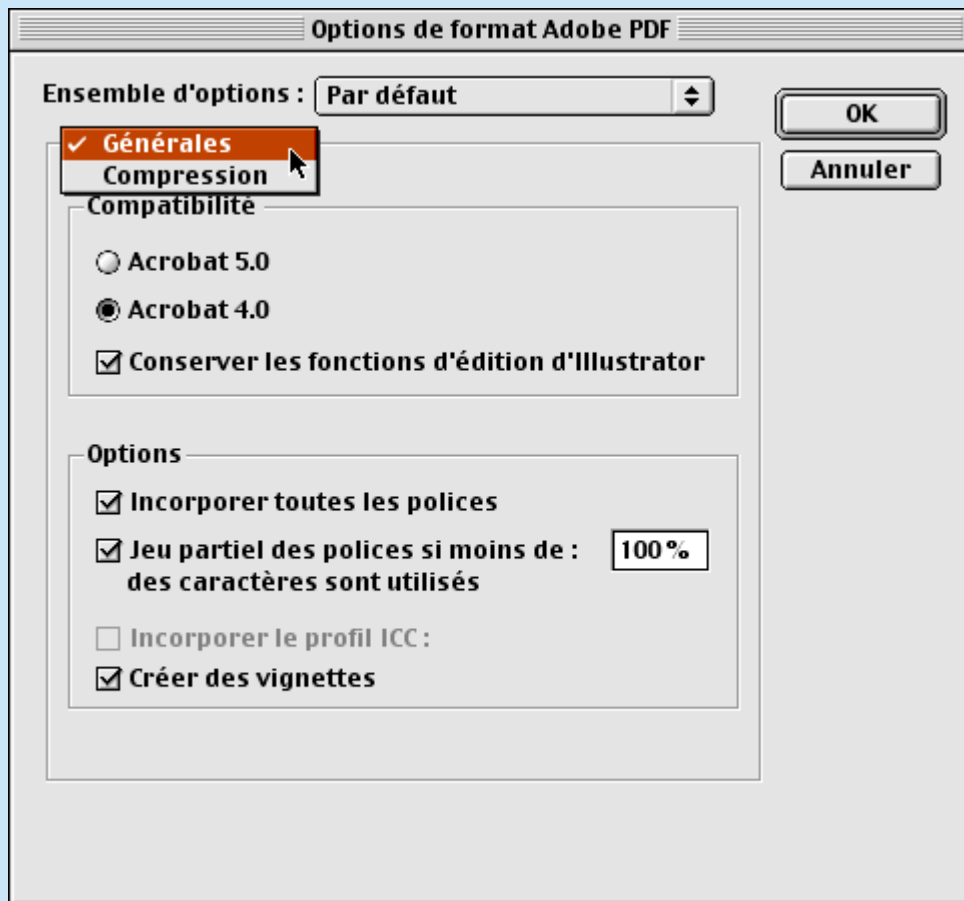 Options de format Adobe PDF
Ensemble d'options : Par défaut
OK
Annuler
Générales
Compression
Compatibilité
Acrobat 5.0
Acrobat 4.0
Conserver les fonctions d'édition d'Illustrator
Options
Incorporer toutes les polices
Jeu partiel des polices si moins de : 100%
des caractères sont utilisés
Incorporer le profil ICC :
Créer des vignettes